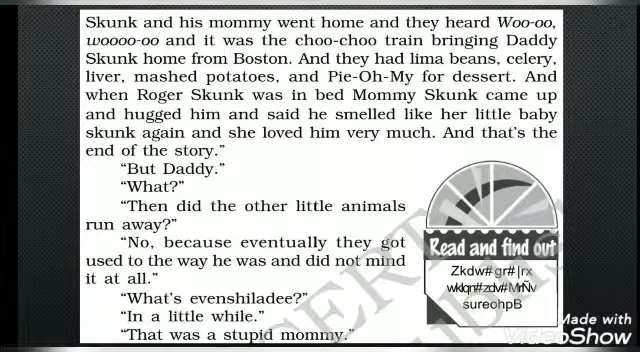 Skunk and his mommy went home and they heard Woo-oo,
woooo-oo and it was the choo-choo train bringing Daddy
Skunk home from Boston. And they had lima beans, celery,
liver, mashed potatoes, and Pie-Oh-My for dessert. And
when Roger Skunk was in bed Mommy Skunk came up
and hugged him and said he smelled like her little baby
skunk again and she loved him very much. And that's the
end of the story."
"But Daddy."
"What?"
"Then did the other little animals
run away?"
"No, because eventually they got
used to the way he was and did not mind
it at all."
"What's evenshiladee?"
"In a little while."
"That was a stupid mommy."
Read and find out
Zkdw# gr# |rx
wklqn# zdv# MrÑv
sureohpB
Made with
VideoShow